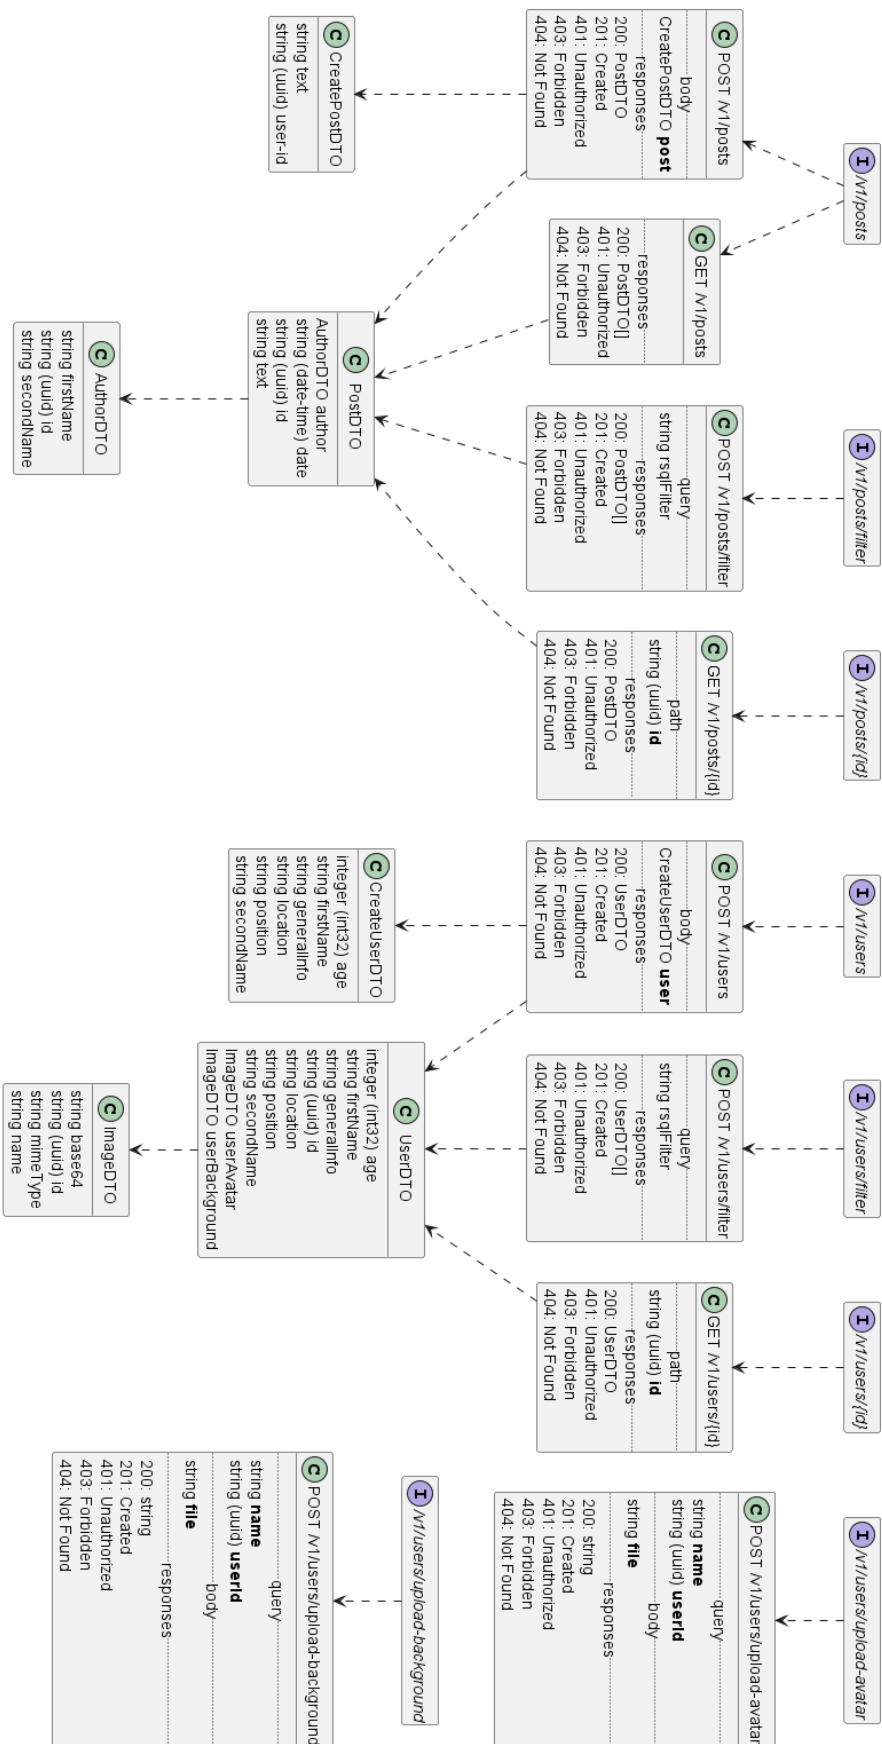 I /v1/posts
C POST /v1/posts
body
CreatePostDTO post
responses
200: PostDTO
201: Created
401: Unauthorized
403: Forbidden
404: Not Found
C GET /v1/posts
responses
200: PostDTO[]
401: Unauthorized
403: Forbidden
404: Not Found
C CreatePostDTO
string text
string (uuid) user-id
I /v1/posts/filter
C POST /v1/posts/filter
query
string rsqlFilter
responses
200: PostDTO[]
201: Created
401: Unauthorized
403: Forbidden
404: Not Found
I /v1/posts/{id}
C GET /v1/posts/{id}
path
string (uuid) id
responses
200: PostDTO
401: Unauthorized
403: Forbidden
404: Not Found
C PostDTO
AuthorDTO author
string (date-time) date
string (uuid) id
string text
C AuthorDTO
string firstName
string (uuid) id
string secondName
I /v1/users
C POST /v1/users
body
CreateUserDTO user
responses
200: UserDTO
201: Created
401: Unauthorized
403: Forbidden
404: Not Found
C CreateUserDTO
integer (int32) age
string firstName
string generalInfo
string location
string position
string secondName
I /v1/users/filter
C POST /v1/users/filter
query
string rsqlFilter
responses
200: UserDTO[]
201: Created
401: Unauthorized
403: Forbidden
404: Not Found
I /v1/users/{id}
C GET /v1/users/{id}
path
string (uuid) id
responses
200: UserDTO
401: Unauthorized
403: Forbidden
404: Not Found
C UserDTO
integer (int32) age
string firstName
string generalInfo
string (uuid) id
string location
string position
string secondName
ImageDTO userAvatar
ImageDTO userBackground
C ImageDTO
string base64
string (uuid) id
string mimeType
string name
I /v1/users/upload-avatar
C POST /v1/users/upload-avatar
query
string name
string (uuid) userId
body
string file
responses
200: string
201: Created
401: Unauthorized
403: Forbidden
404: Not Found
I /v1/users/upload-background
C POST /v1/users/upload-background
query
string name
string (uuid) userId
body
string file
responses
200: string
201: Created
401: Unauthorized
403: Forbidden
404: Not Found